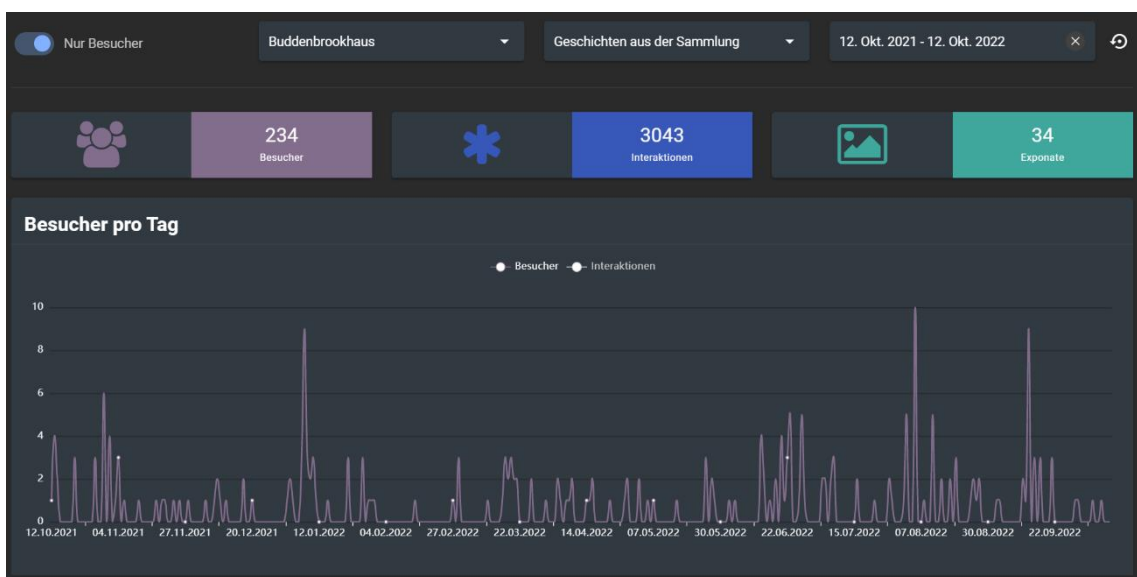 Nur Besucher
Buddenbrookhaus
Geschichten aus der Sammlung
12. Okt. 2021 - 12. Okt. 2022
234
Besucher
3043
Interaktionen
34
Exponate
Besucher pro Tag
Besucher Interaktionen
10
8
6
4
2
0
12.10.2021 04.11.2021 27.11.2021 20.12.2021 12.01.2022 04.02.2022 27.02.2022 22.03.2022 14.04.2022 07.05.2022 30.05.2022 22.06.2022 15.07.2022 07.08.2022 30.08.2022 22.09.2022